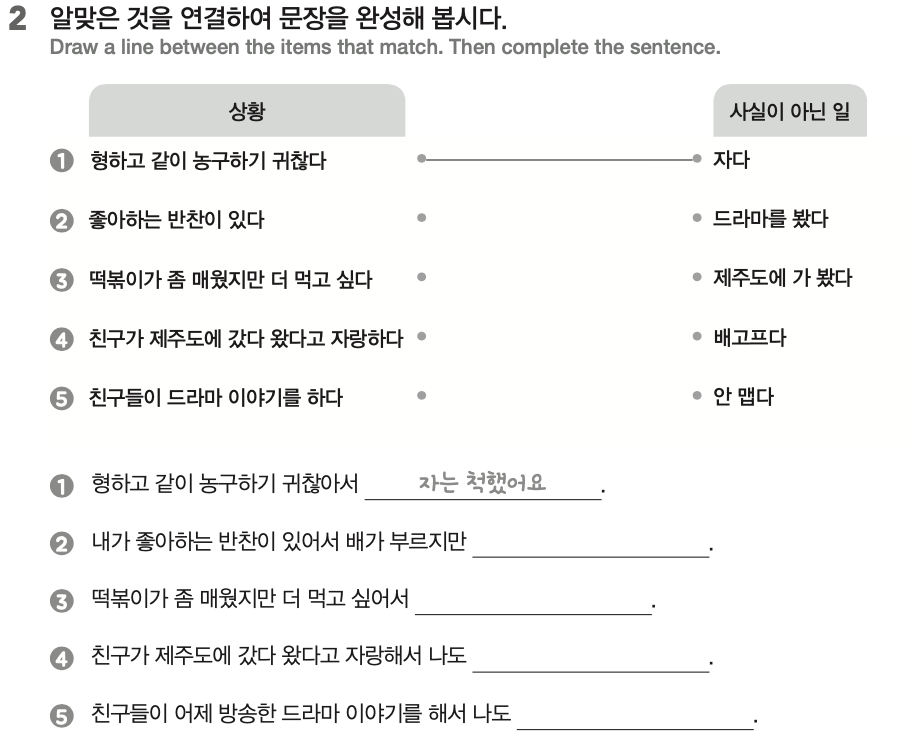 2 알맞은 것을 연결하여 문장을 완성해 봅시다.
Draw a line between the items that match. Then complete the sentence.
상황 사실이 아닌 일
1 형하고 같이 농구하기 귀찮다 자다
2 좋아하는 반찬이 있다 드라마를 봤다
3 떡볶이가 좀 매웠지만 더 먹고 싶다 제주도에 가 봤다
4 친구가 제주도에 갔다 왔다고 자랑하다 배고프다
5 친구들이 드라마 이야기를 하다 안 맵다
1 형하고 같이 농구하기 귀찮아서 자는 척했어요.
2 내가 좋아하는 반찬이 있어서 배가 부르지만 .
3 떡볶이가 좀 매웠지만 더 먹고 싶어서 .
4 친구가 제주도에 갔다 왔다고 자랑해서 나도 .
5 친구들이 어제 방송한 드라마 이야기를 해서 나도 .